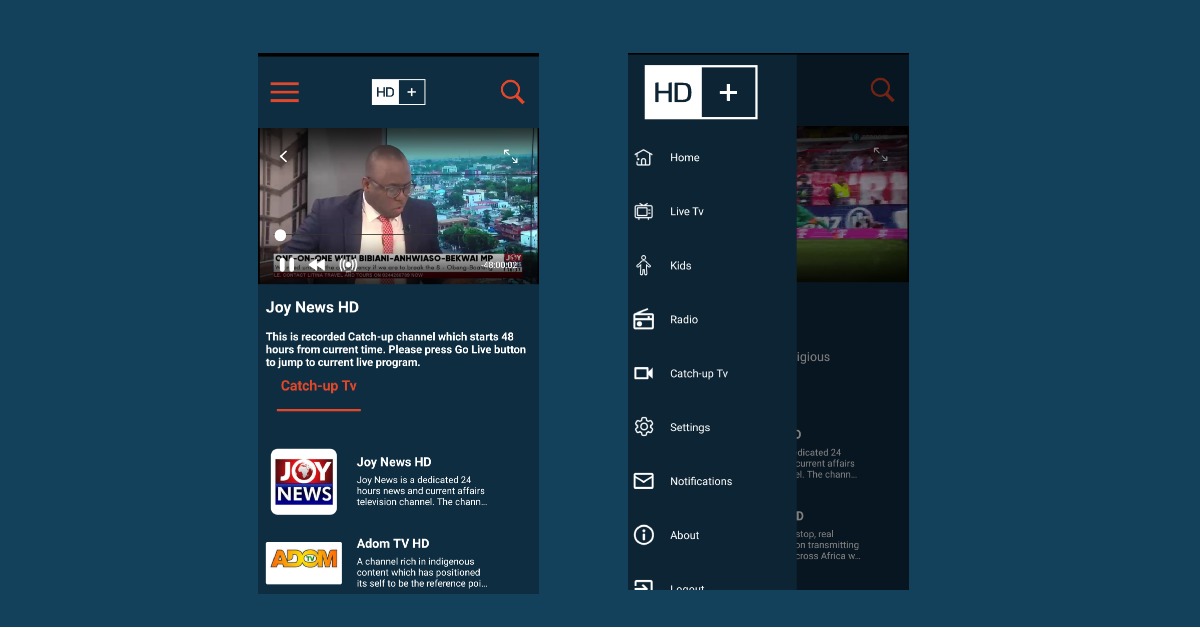 HD +
ONE-ON-ONE WITH BIBIANI-ANHWIASO-BEKWAI MP
-48:00:02
Joy News HD
This is recorded Catch-up channel which starts 48
hours from current time. Please press Go Live button
to jump to current live program.
Catch-up Tv
JOY
NEWS
Joy News HD
Joy News is a dedicated 24
hours news and current affairs
television channel. The chann...
ADOM TV
Adom TV HD
A channel rich in indigenous
content which has positioned
its self to be the reference poi...
HD +
Home
Live Tv
Kids
Radio
Catch-up Tv
Settings
Notifications
About
Logout
igious
D
dicated 24
current affairs
el. The chann...
D
stop, real
on transmitting
cross Africa w...